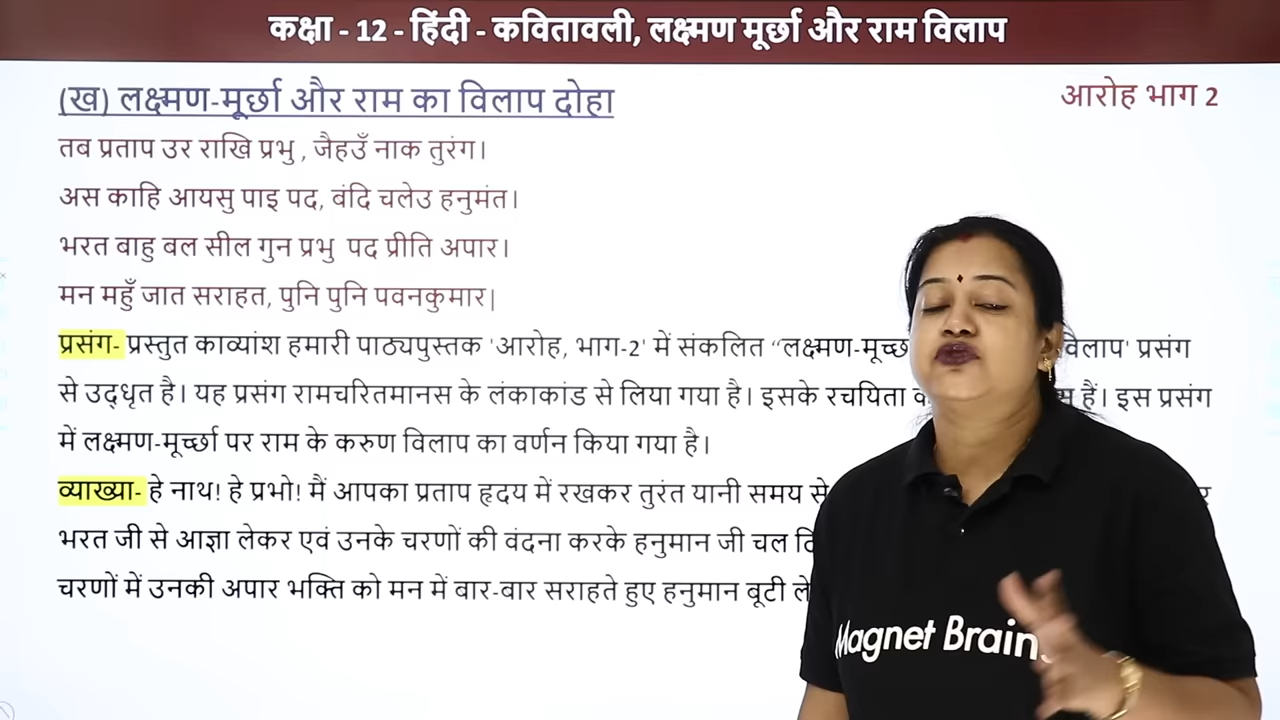 कक्षा - 12 - हिंदी - कवितावली, लक्ष्मण मूर्छा और राम विलाप
(ख) लक्ष्मण-मूर्छा और राम का विलाप दोहा
आरोह भाग 2
तव प्रताप उर राखि प्रभु , जैहउँ नाक तुरंग।
अस काहि आयसु पाइ पद, वंदि चलेउ हनुमंत।
भरत बाहु बल सील गुन प्रभु पद प्रीति अपार।
मन महुँ जात सराहत, पुनि पुनि पवनकुमार|
प्रसंग- प्रस्तुत काव्यांश हमारी पाठ्यपुस्तक 'आरोह, भाग-2' में संकलित “लक्ष्मण-मूर्च्छ विलाप' प्रसंग
से उद्धृत है। यह प्रसंग रामचरितमानस के लंकाकांड से लिया गया है। इसके रचयिता हैं। इस प्रसंग
में लक्ष्मण-मूर्च्छा पर राम के करुण विलाप का वर्णन किया गया है।
व्याख्या- हे नाथ! हे प्रभो! मैं आपका प्रताप हृदय में रखकर तुरंत यानी समय से
भरत जी से आज्ञा लेकर एवं उनके चरणों की वंदना करके हनुमान जी चल
चरणों में उनकी अपार भक्ति को मन में बार-बार सराहते हुए हनुमान बूटी
Magnet Brain